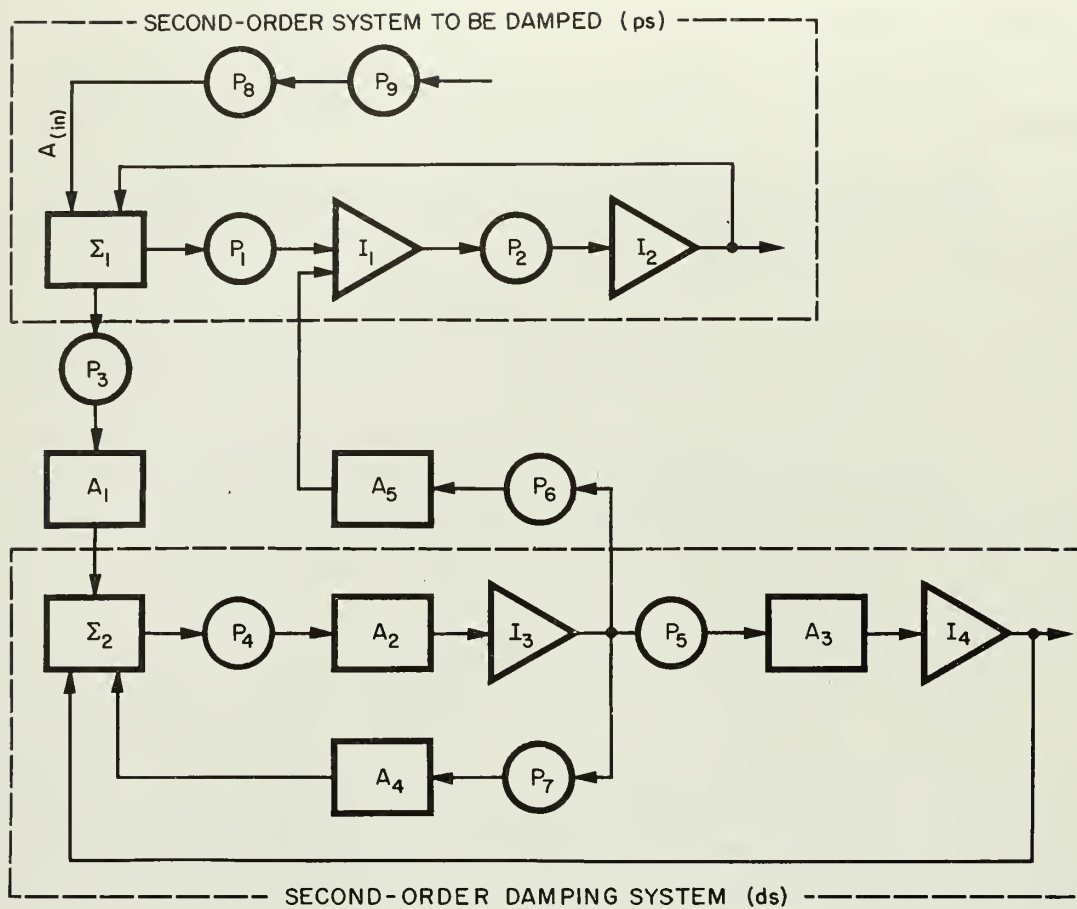 SECOND-ORDER SYSTEM TO BE DAMPED (ps)
P8 P9
A(in)
Σ1 P1 I1 P2 I2
P3
A1 A5 P6
Σ2 P4 A2 I3 P5 A3 I4
A4 P7
SECOND-ORDER DAMPING SYSTEM (ds)